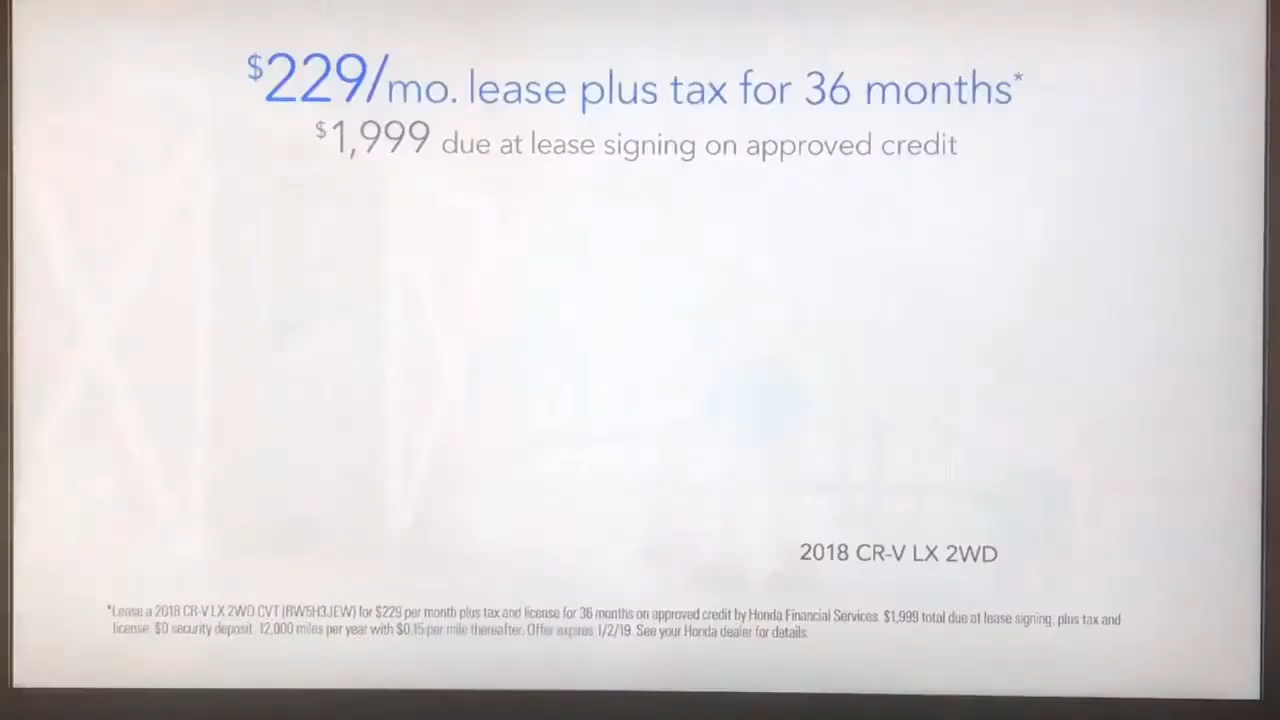 $229/mo. lease plus tax for 36 months*
$1,999 due at lease signing on approved credit
2018 CR-V LX 2WD
*Lease a 2018 CR-V LX 2WD CVT (RW5H3JEW) for $229 per month plus tax and license for 36 months on approved credit by Honda Financial Services. $1,999 total due at lease signing, plus tax and
license. $0 security deposit. 12,000 miles per year with $0.15 per mile thereafter. Offer expires 1/2/19. See your Honda dealer for details.